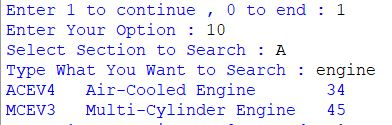 Enter 1 to continue , 0 to end : 1
Enter Your Option : 10
Select Section to Search : A
Type What You Want to Search : engine
ACEV4   Air-Cooled Engine       34
MCEV3   Multi-Cylinder Engine   45